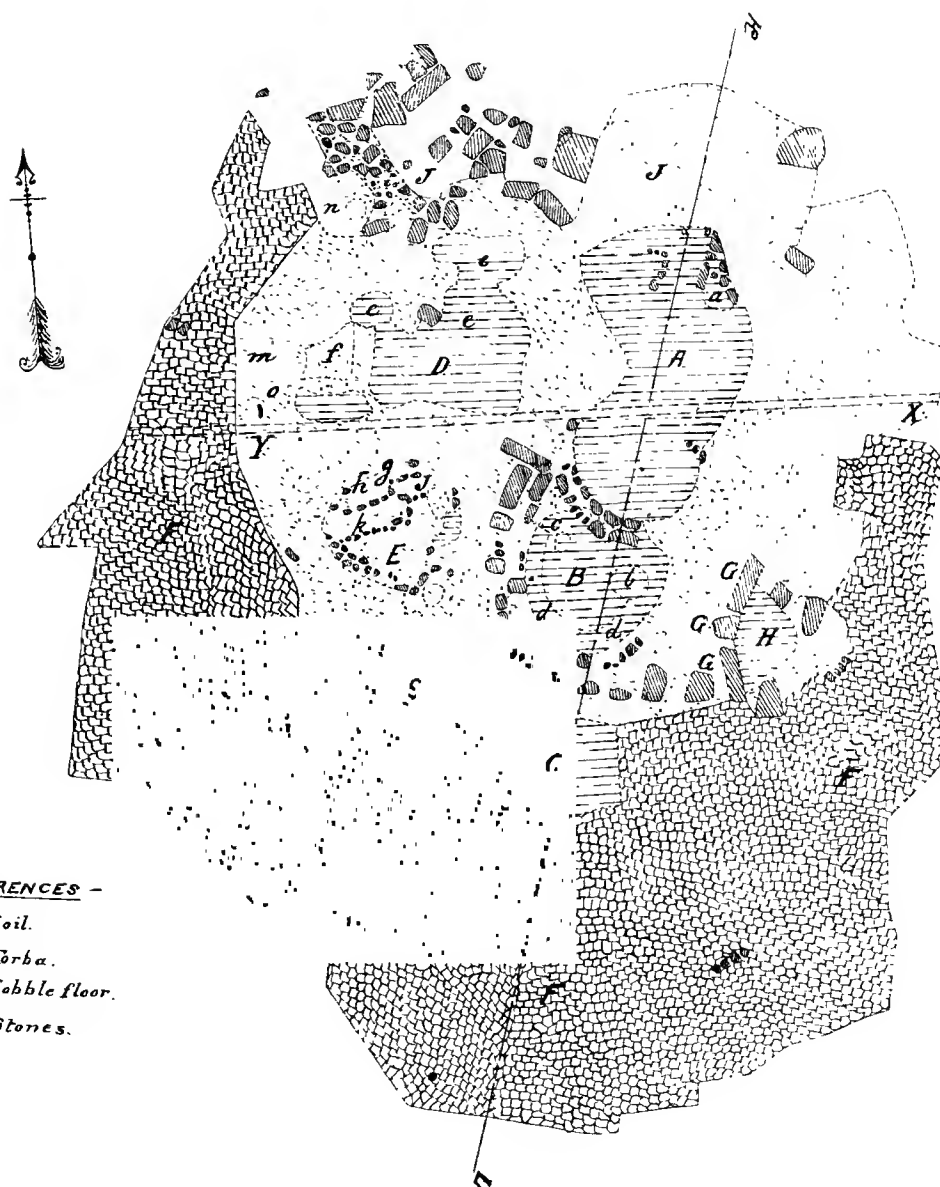 J
J
n
e
a
c
e
m
f
D
A
o
X
Y
g
h
J
k
c
E
F
B
b
G
d
d
G
H
G
C
F
F
RENCES -
oil.
orba.
obble floor.
tones.